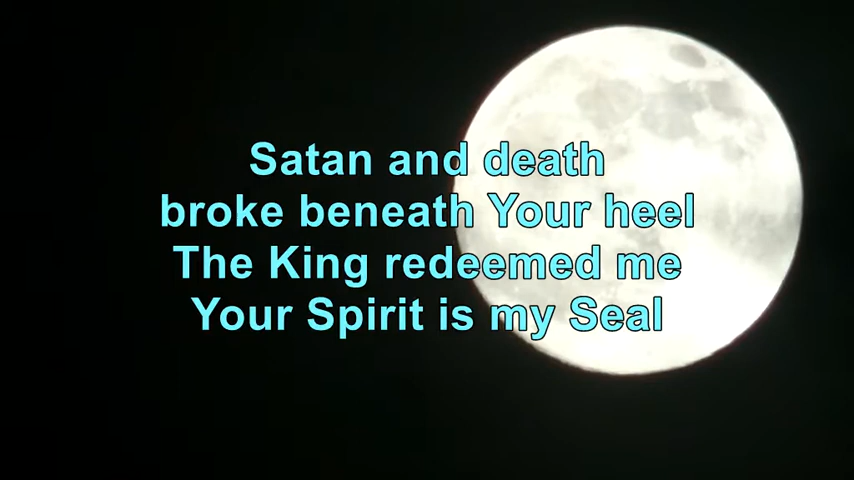 Satan and death
broke beneath Your heel
The King redeemed me
Your Spirit is my Seal